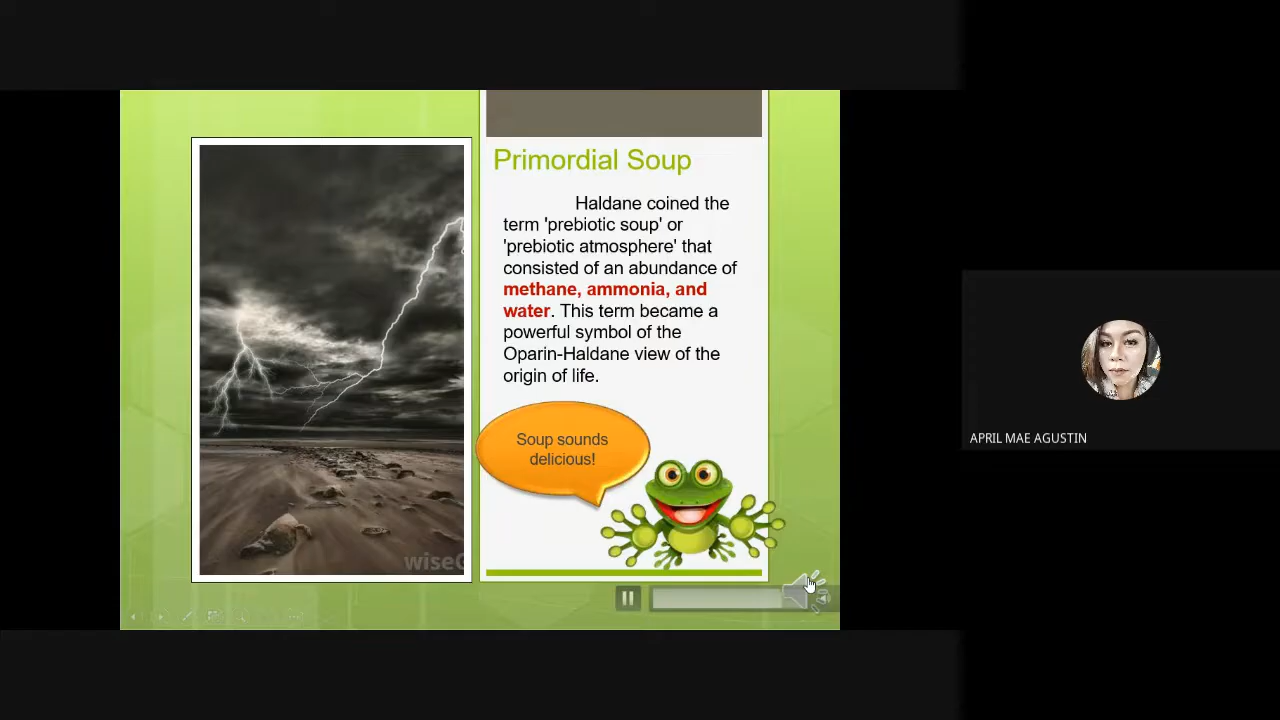 Primordial Soup
Haldane coined the
term 'prebiotic soup' or
'prebiotic atmosphere' that
consisted of an abundance of
methane, ammonia, and
water. This term became a
powerful symbol of the
Oparin-Haldane view of the
origin of life.
Soup sounds
delicious!
APRIL MAE AGUSTIN